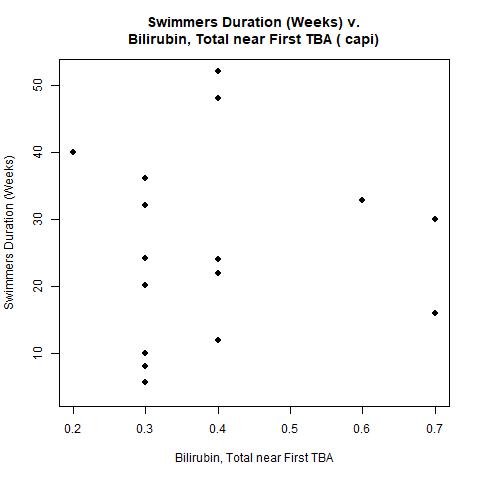 Swimmers Duration (Weeks) v.
Bilirubin, Total near First TBA ( capi)
Swimmers Duration (Weeks)
50
40
30
20
10
0.2 0.3 0.4 0.5 0.6 0.7
Bilirubin, Total near First TBA